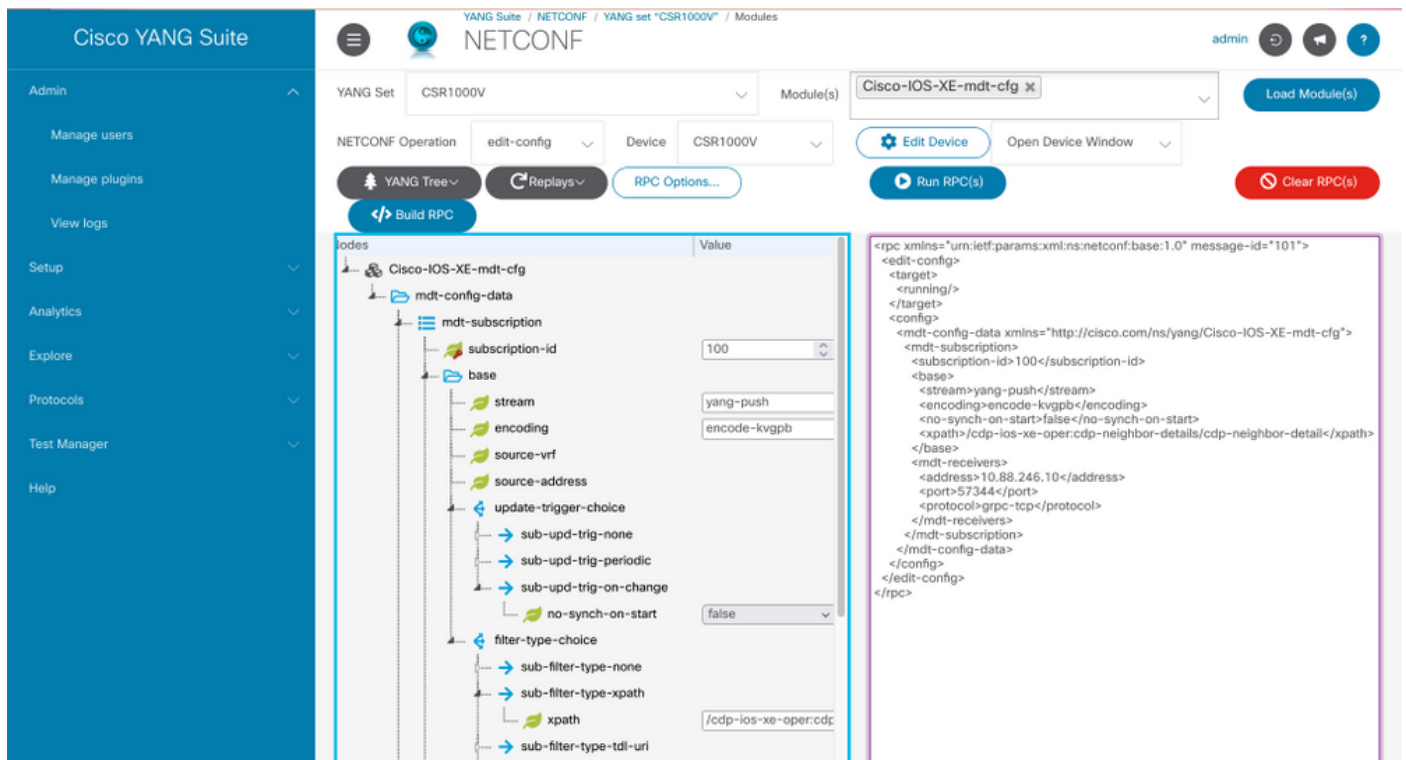 YANG Suite / NETCONF / YANG set "CSR1000V" / Modules
Cisco YANG Suite
NETCONF
admin
?
Admin
Manage users
Manage plugins
View logs
Setup
Analytics
Explore
Protocols
Test Manager
Help
YANG Set CSR1000V Module(s) Cisco-IOS-XE-mdt-cfg ✖ Load Module(s)
NETCONF Operation edit-config Device CSR1000V Edit Device Open Device Window
YANG Tree Replays RPC Options... Run RPC(s) Clear RPC(s)
</> Build RPC
Value
Cisco-IOS-XE-mdt-cfg
mdt-config-data
mdt-subscription
subscription-id 100
base
stream yang-push
encoding encode-kvgpb
source-vrf
source-address
update-trigger-choice
sub-upd-trig-none
sub-upd-trig-periodic
sub-upd-trig-on-change
no-synch-on-start false
filter-type-choice
sub-filter-type-none
sub-filter-type-xpath
xpath /cdp-ios-xe-oper:cdp
sub-filter-type-tdl-uri
<rpc xmlns="urn:ietf:params:xml:ns:netconf:base:1.0" message-id="101">
<edit-config>
<target>
<running/>
</target>
<config>
<mdt-config-data xmlns="http://cisco.com/ns/yang/Cisco-IOS-XE-mdt-cfg">
<mdt-subscription>
<subscription-id>100</subscription-id>
<base>
<stream>yang-push</stream>
<encoding>encode-kvgpb</encoding>
<no-synch-on-start>false</no-synch-on-start>
<xpath>/cdp-ios-xe-oper:cdp-neighbor-details/cdp-neighbor-detail</xpath>
</base>
<mdt-receivers>
<address>10.88.246.10</address>
<port>57344</port>
<protocol>grpc-tcp</protocol>
</mdt-receivers>
</mdt-subscription>
</mdt-config-data>
</config>
</edit-config>
</rpc>